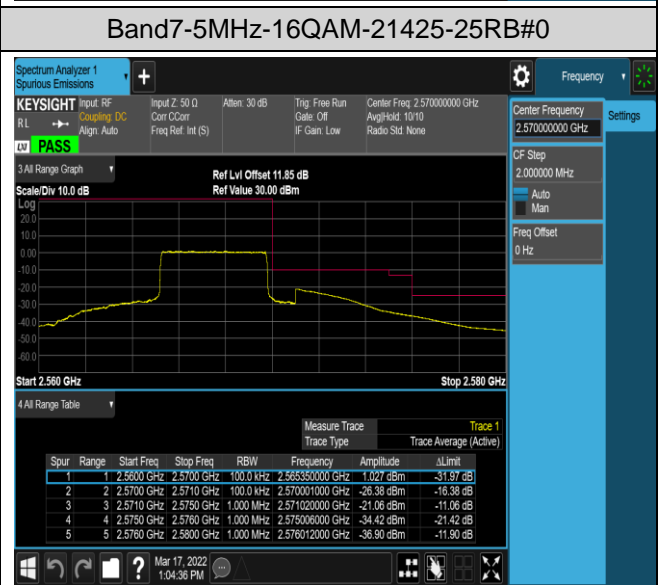 Band7-5MHz-16QAM-21425-25RB#0
Spectrum Analyzer 1
Spurious Emissions
+
Frequency
KEYSIGHT Input: RF Input Z: 50 Ω Atten: 30 dB Trig: Free Run Center Freq: 2.570000000 GHz
RL Coupling: DC Corr CCorr Gate: Off Avg|Hold: 10/10
Align: Auto Freq Ref: Int (S) IF Gain: Low Radio Std: None
LXI PASS
Center Frequency
2.570000000 GHz
Settings
CF Step
2.000000 MHz
Auto
Man
Freq Offset
0 Hz
3 All Range Graph
Ref Lvl Offset 11.85 dB
Scale/Div 10.0 dB Ref Value 30.00 dBm
Log
20.0
10.0
0.00
-10.0
-20.0
-30.0
-40.0
-50.0
-60.0
Start 2.560 GHz Stop 2.580 GHz
4 All Range Table
Measure Trace Trace 1
Trace Type Trace Average (Active)
Spur Range Start Freq Stop Freq RBW Frequency Amplitude ΔLimit
1 1 2.5600 GHz 2.5700 GHz 100.0 kHz 2.565350000 GHz 1.027 dBm -31.97 dB
2 2 2.5700 GHz 2.5710 GHz 100.0 kHz 2.570001000 GHz -26.38 dBm -16.38 dB
3 3 2.5710 GHz 2.5750 GHz 1.000 MHz 2.571020000 GHz -21.06 dBm -11.06 dB
4 4 2.5750 GHz 2.5760 GHz 1.000 MHz 2.575006000 GHz -34.42 dBm -21.42 dB
5 5 2.5760 GHz 2.5800 GHz 1.000 MHz 2.576012000 GHz -36.90 dBm -11.90 dB
? Mar 17, 2022
1:04:36 PM